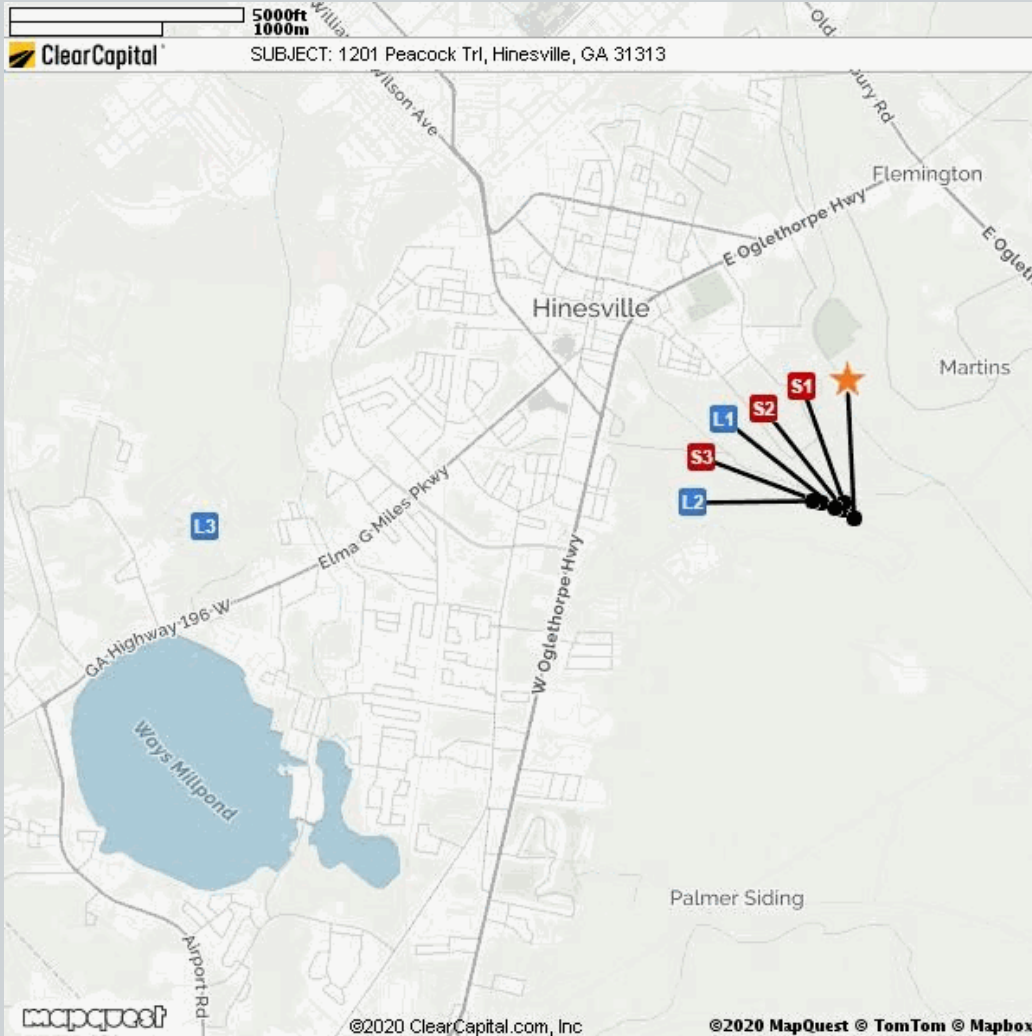 5000ft
1000m
ClearCapital
SUBJECT: 1201 Peacock Trl, Hinesville, GA 31313
Old
Wilson Ave
Flemington
E Oglethorpe Hwy
Hinesville
Martins
S1
S2
L1
S3
L2
L3
Elma G Miles Pkwy
GA Highway 196 W
W Oglethorpe Hwy
Ways Millpond
Palmer Siding
Airport Rd
mapquest
©2020 ClearCapital.com, Inc
©2020 MapQuest © TomTom © Mapbox